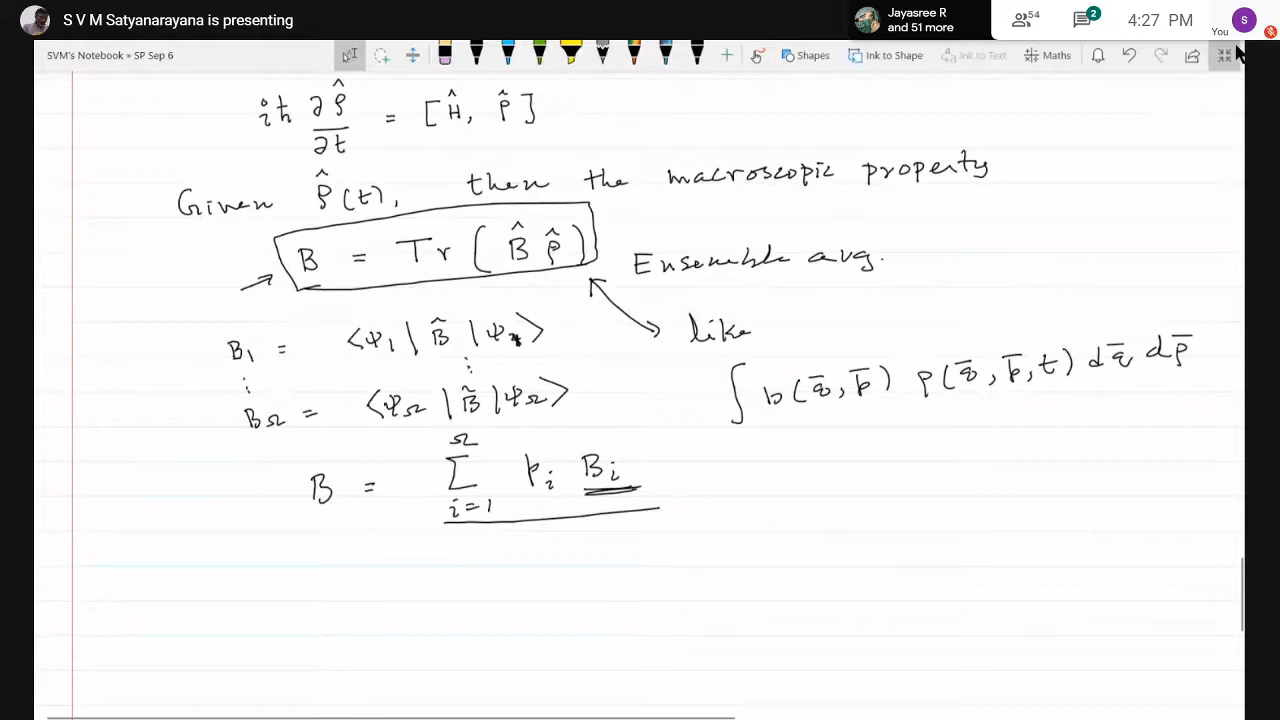 S V M Satyanarayana is presenting
Jayasree R
and 51 more
54
2
4:27 PM
You
S
SVM's Notebook » SP Sep 6
Shapes
Ink to Shape
Ink to Text
Maths
iħ ∂ρ̂/∂t = [Ĥ, ρ̂]
Given ρ̂(t), then the macroscopic property
B = Tr ( B̂ ρ̂ ) Ensemble avg.
B₁ = ⟨ψ₁ | B̂ | ψ₁⟩ like
⋮ ⋮ ∫ b(q̄, p̄) ρ(q̄, p̄, t) dq̄ dp̄
B_Ω = ⟨ψ_Ω | B̂ | ψ_Ω⟩
B = Σ_{i=1}^{Ω} p_i B_i